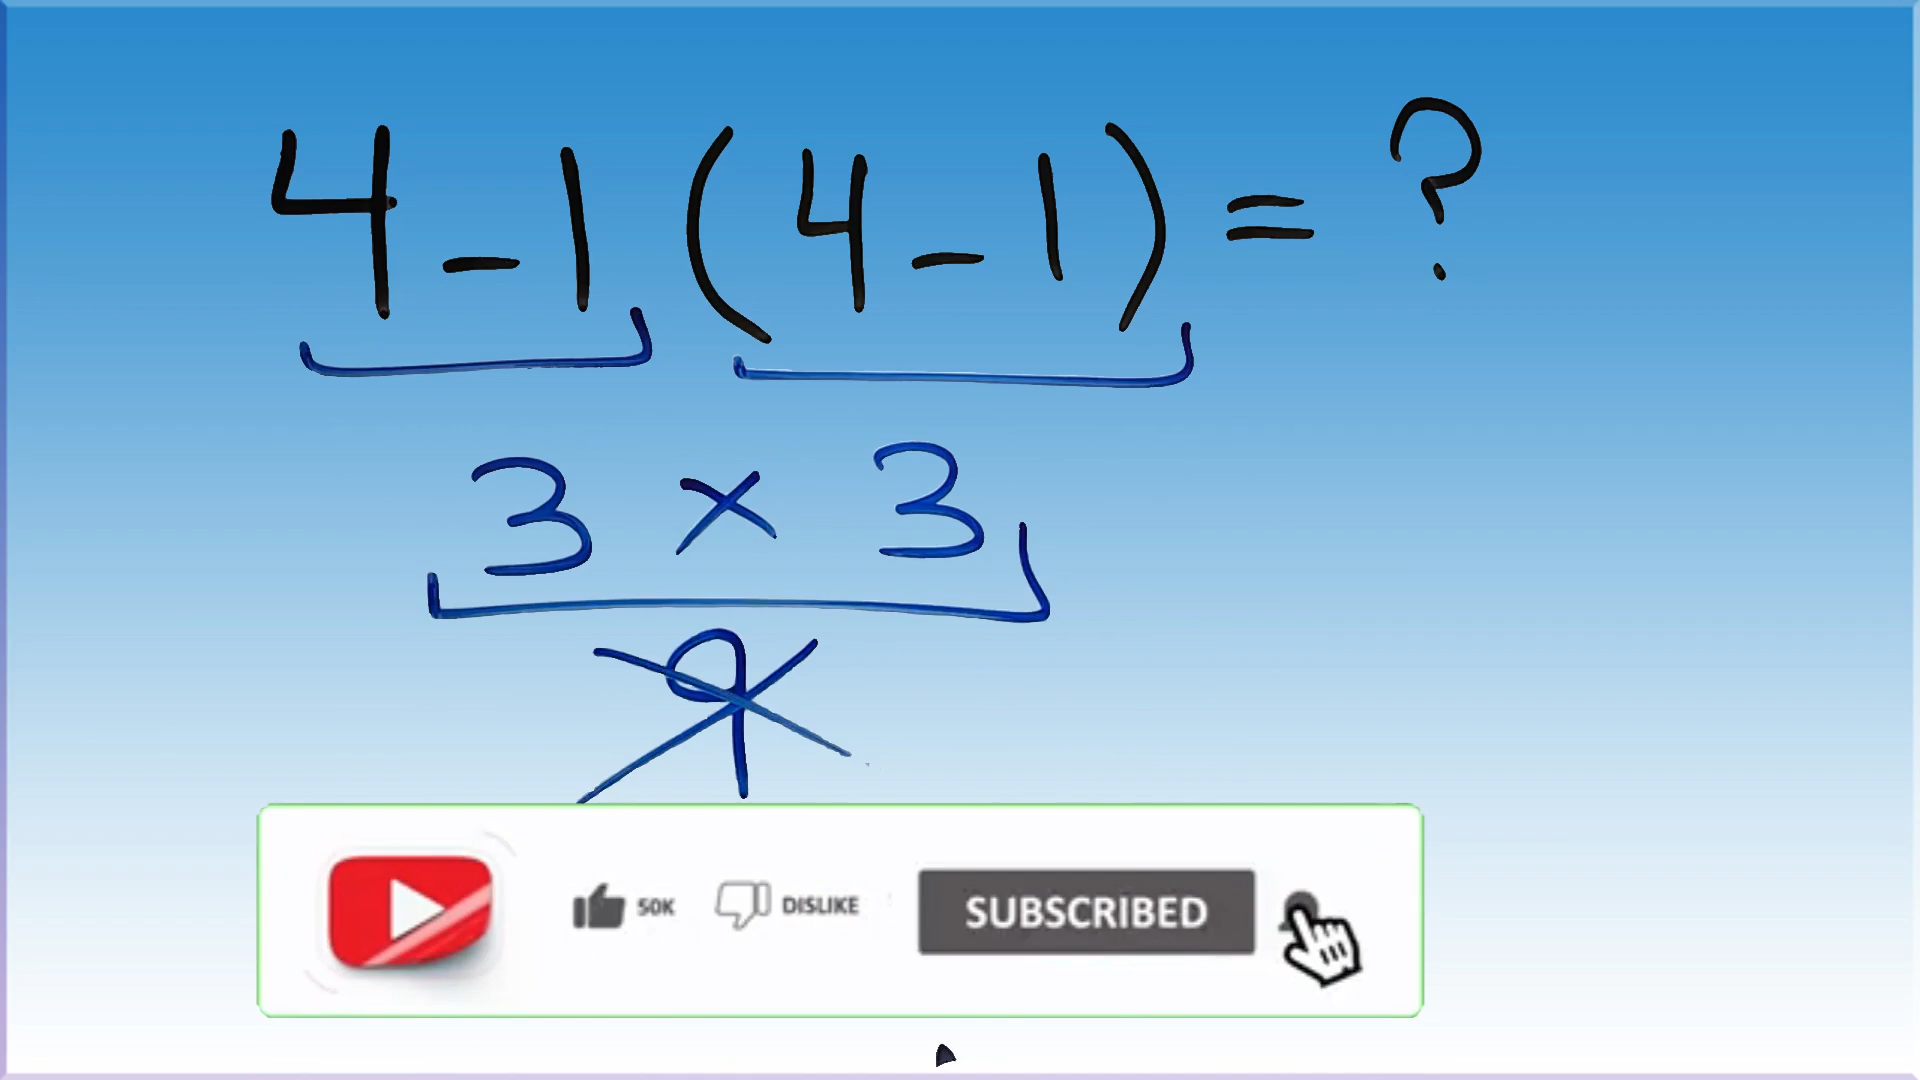 4 - 1 (4 - 1) = ?
3 × 3
9
50K DISLIKE SUBSCRIBED